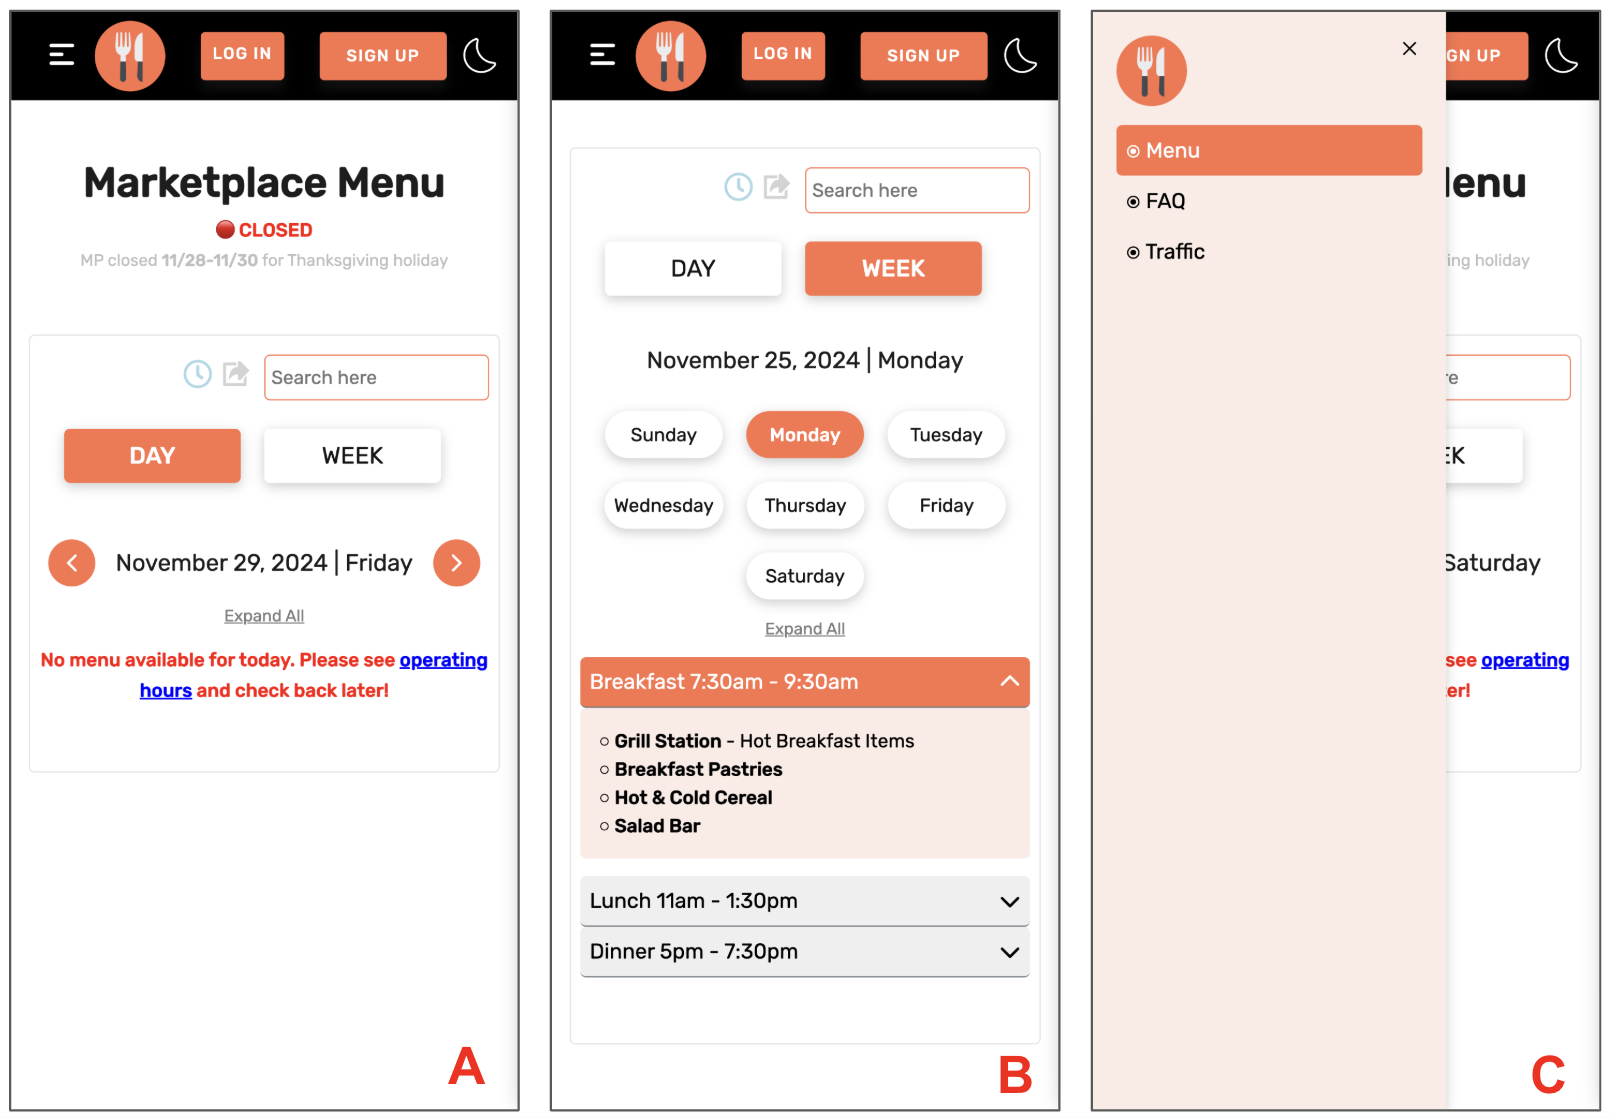 LOG IN
SIGN UP
Marketplace Menu
CLOSED
MP closed 11/28-11/30 for Thanksgiving holiday
Search here
DAY
WEEK
November 29, 2024 | Friday
Expand All
No menu available for today. Please see operating
hours and check back later!
A
LOG IN
SIGN UP
Search here
DAY
WEEK
November 25, 2024 | Monday
Sunday
Monday
Tuesday
Wednesday
Thursday
Friday
Saturday
Expand All
Breakfast 7:30am - 9:30am
Grill Station - Hot Breakfast Items
Breakfast Pastries
Hot & Cold Cereal
Salad Bar
Lunch 11am - 1:30pm
Dinner 5pm - 7:30pm
B
GN UP
Menu
FAQ
Traffic
lenu
ing holiday
re
EK
Saturday
see operating
er!
C